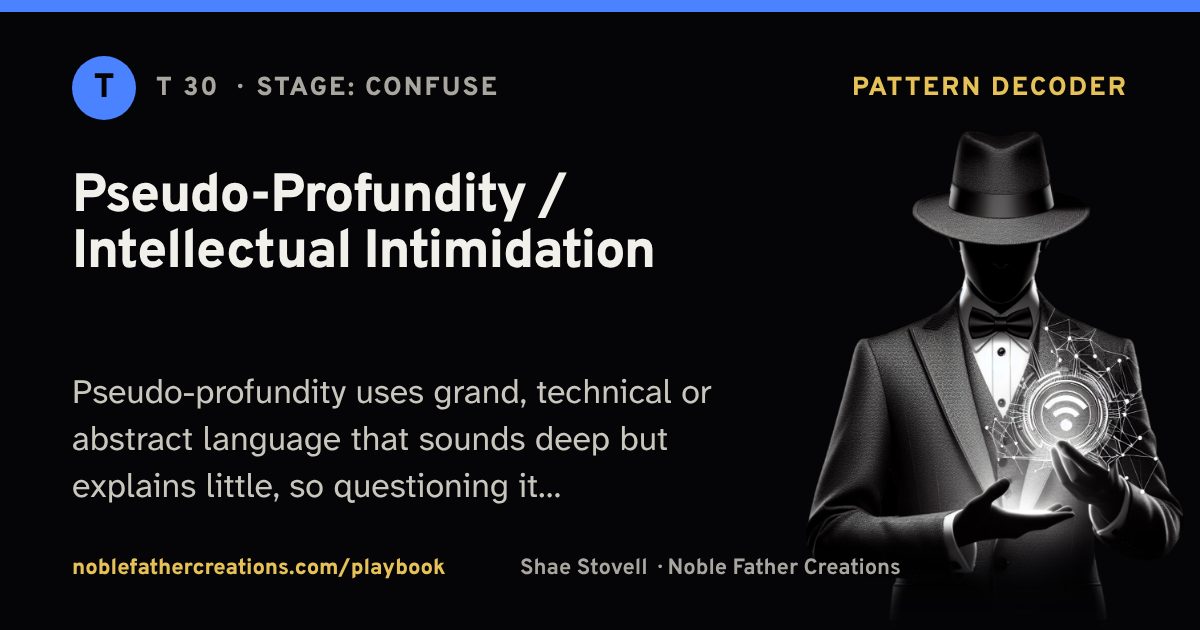 T
T 30 · STAGE: CONFUSE
PATTERN DECODER
Pseudo-Profundity /
Intellectual Intimidation
Pseudo-profundity uses grand, technical or
abstract language that sounds deep but
explains little, so questioning it...
noblefathercreations.com/playbook
Shae Stovell · Noble Father Creations